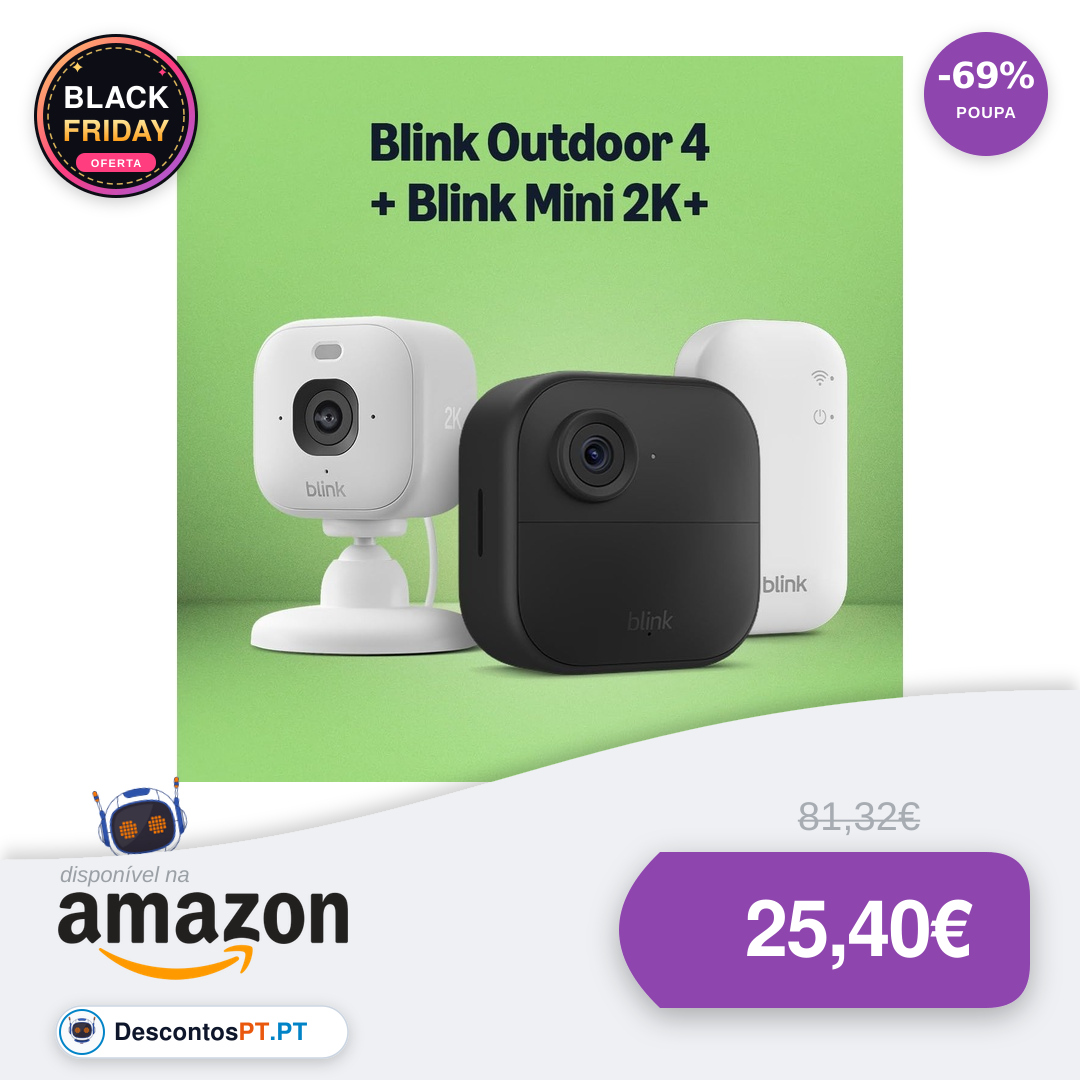 BLACK
FRIDAY
OFERTA
-69%
POUPA
Blink Outdoor 4
+ Blink Mini 2K+
2K
blink
blink
blink
81,32€
disponível na
amazon
25,40€
DescontosPT.PT